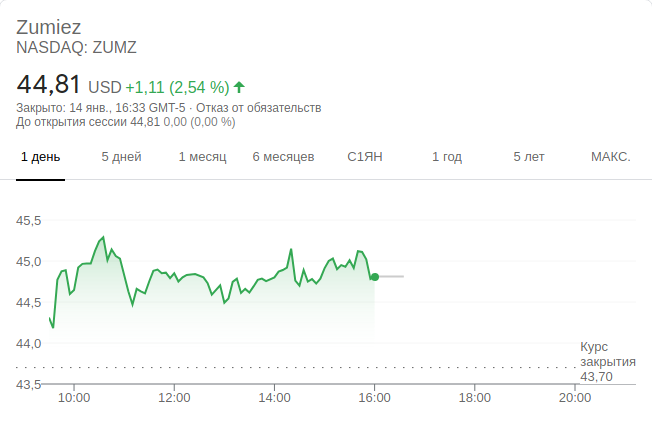 Zumiez
NASDAQ: ZUMZ
44,81 USD +1,11 (2,54 %)
Закрыто: 14 янв., 16:33 GMT-5 · Отказ от обязательств
До открытия сессии 44,81 0,00 (0,00 %)
1 день 5 дней 1 месяц 6 месяцев С1ЯН 1 год 5 лет МАКС.
45,5
45,0
44,5
44,0
Курс
закрытия
43,70
43,5
10:00 12:00 14:00 16:00 18:00 20:00